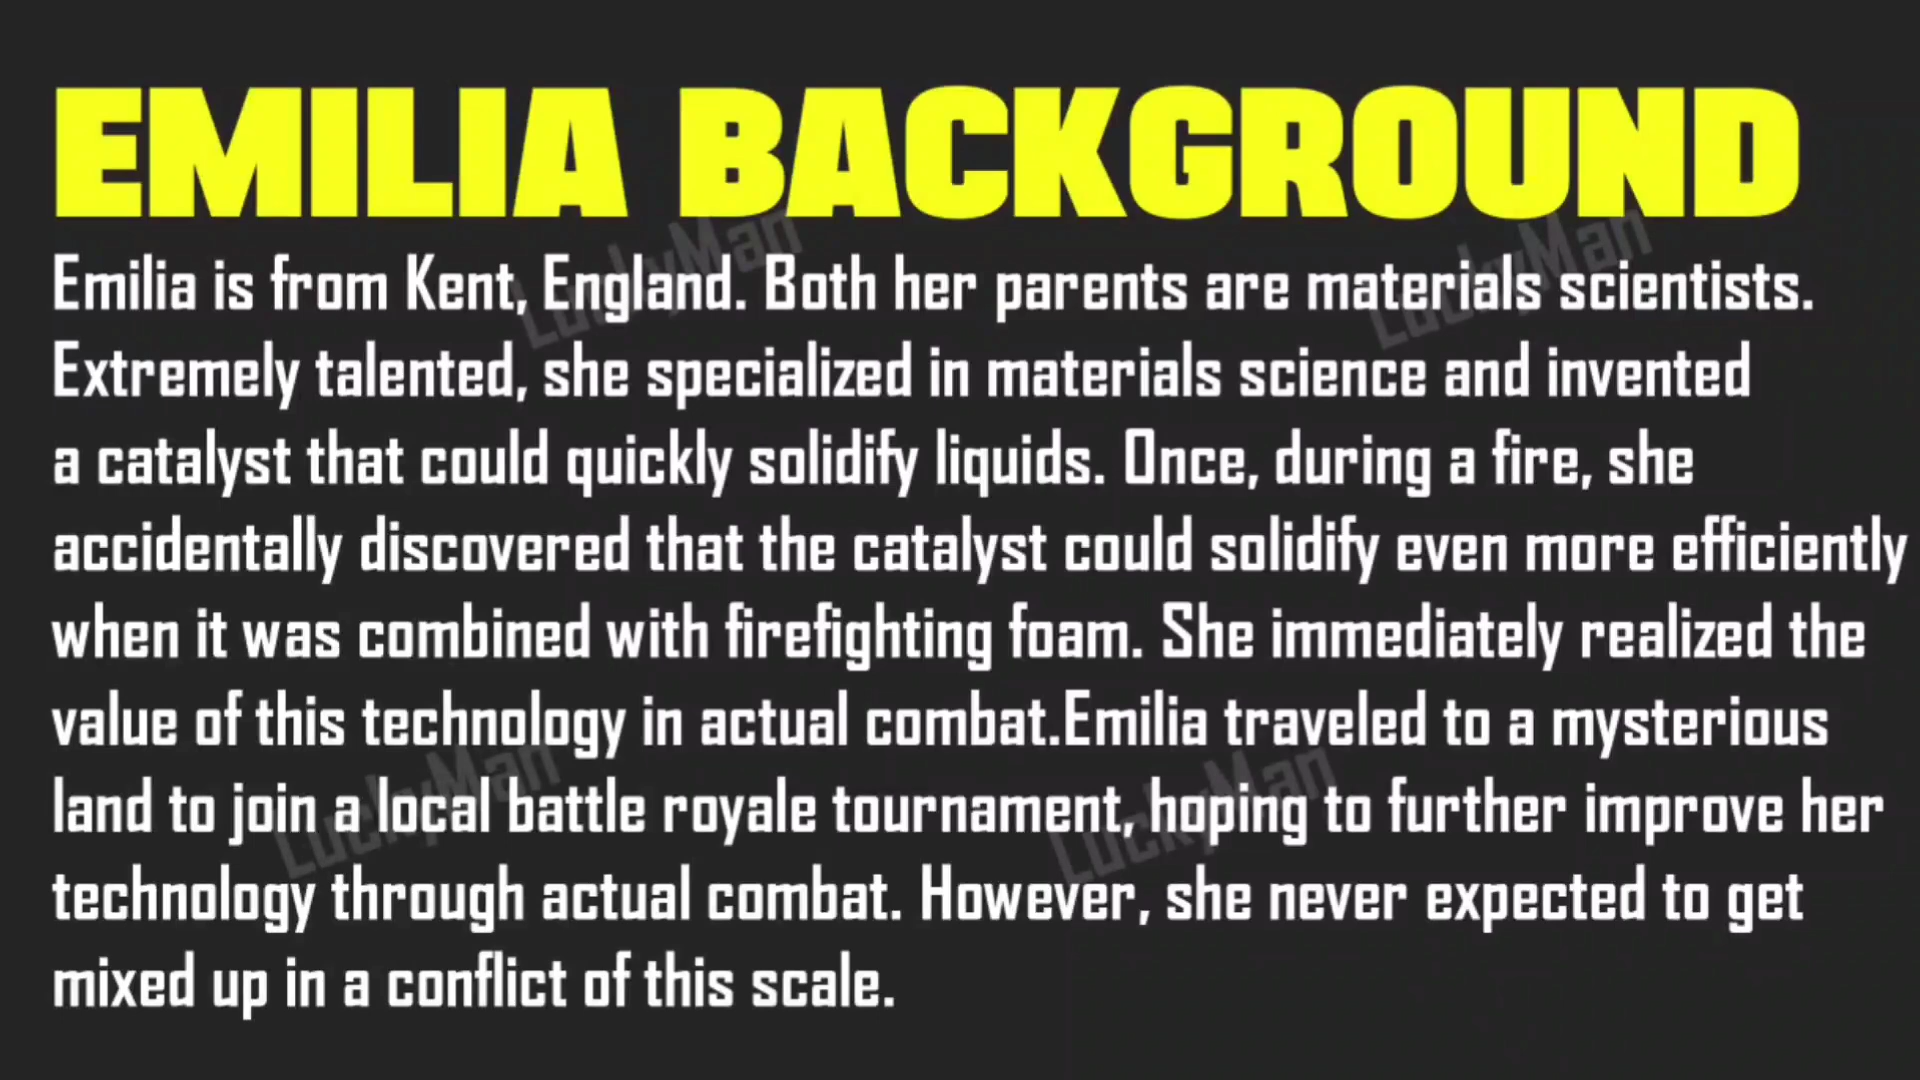 EMILIA BACKGROUND
Emilia is from Kent, England. Both her parents are materials scientists.
Extremely talented, she specialized in materials science and invented
a catalyst that could quickly solidify liquids. Once, during a fire, she
accidentally discovered that the catalyst could solidify even more efficiently
when it was combined with firefighting foam. She immediately realized the
value of this technology in actual combat.Emilia traveled to a mysterious
land to join a local battle royale tournament, hoping to further improve her
technology through actual combat. However, she never expected to get
mixed up in a conflict of this scale.
LuckyMan
LuckyMan
LuckyMan
LuckyMan